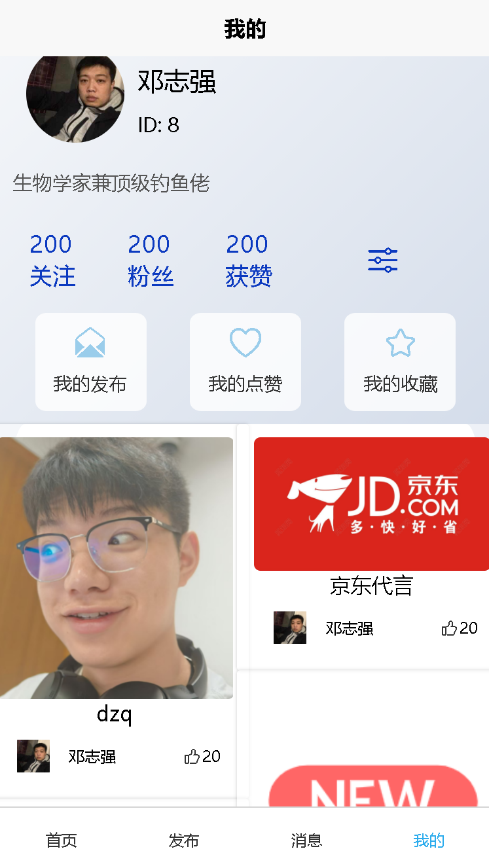 我的
邓志强
ID: 8
生物学家兼顶级钓鱼佬
200 200 200
关注 粉丝 获赞
我的发布 我的点赞 我的收藏
JD.COM 京东
多·快·好·省
京东代言
邓志强 20
dzq
邓志强 20
NEW
首页 发布 消息 我的